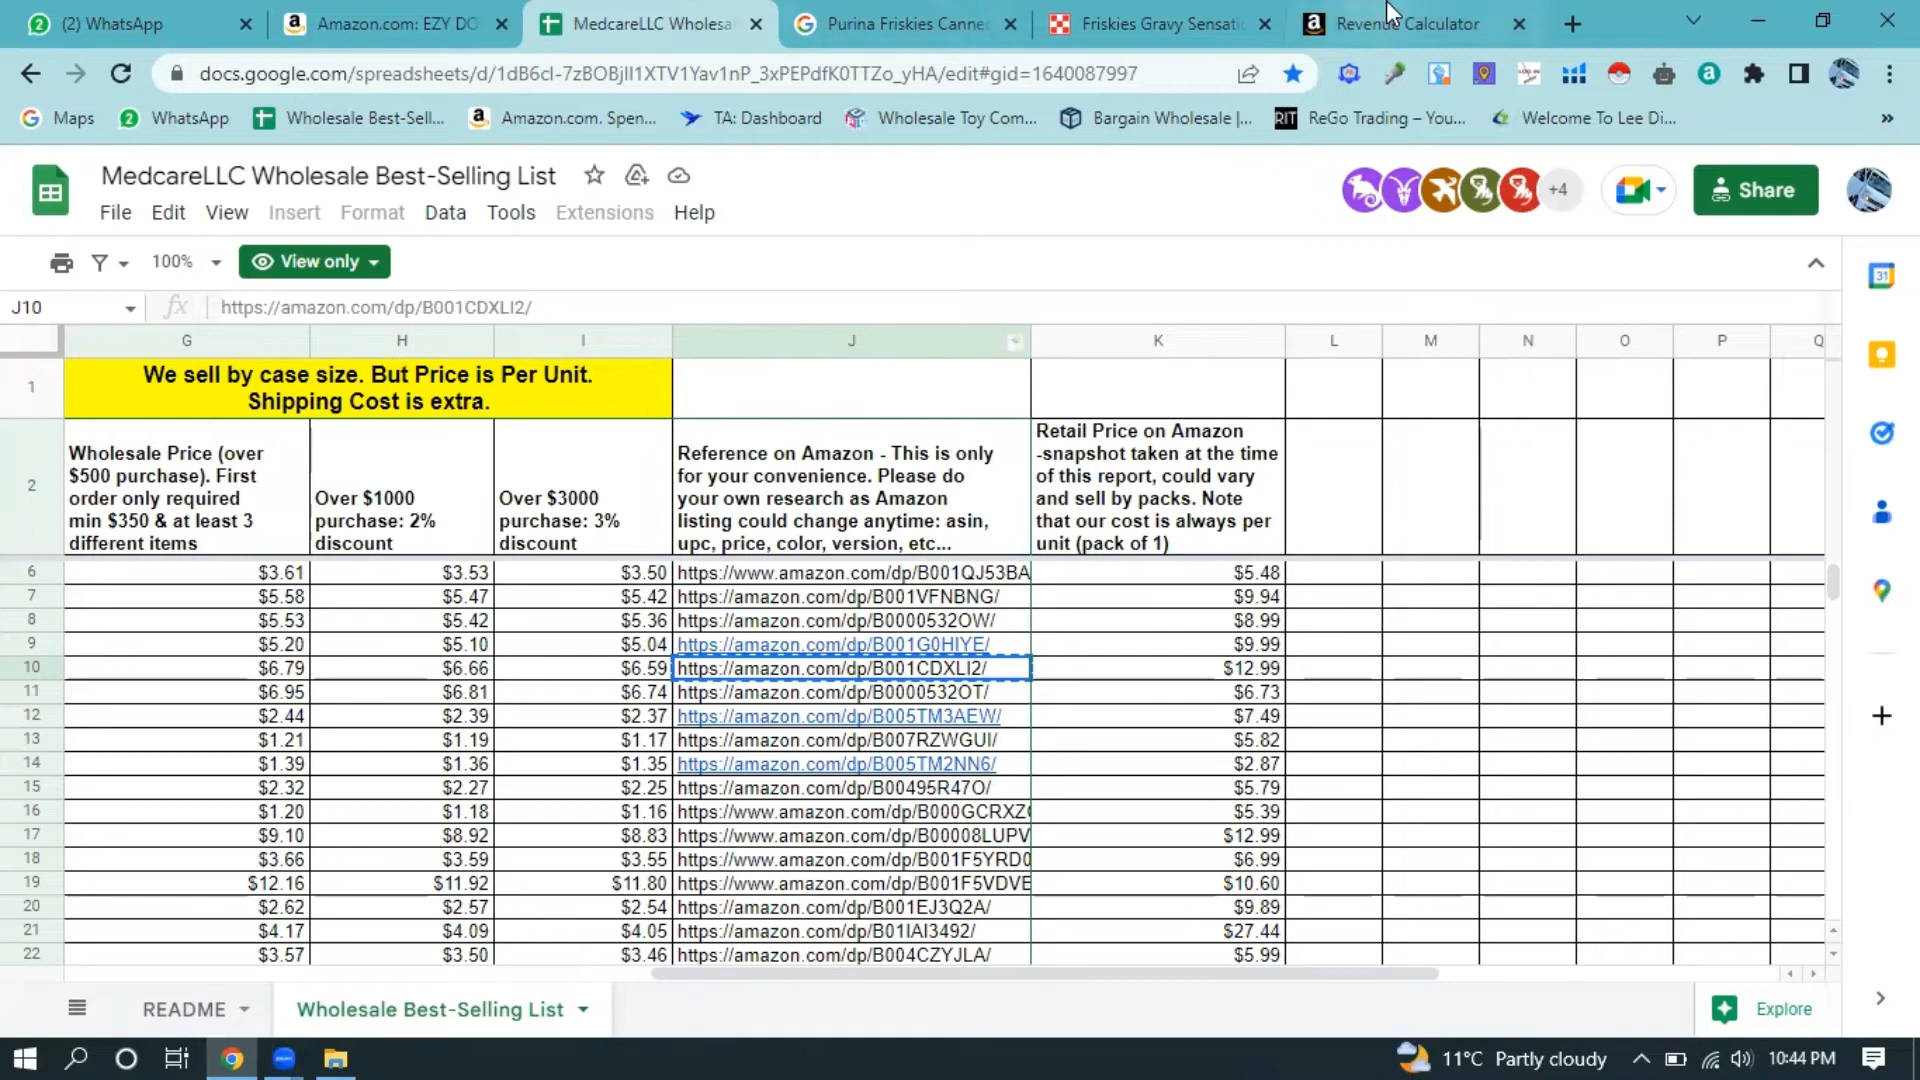 (2) WhatsApp
Amazon.com: EZY DO
MedcareLLC Wholesa
Purina Friskies Canne
Friskies Gravy Sensati
Revenue Calculator
docs.google.com/spreadsheets/d/1dB6cI-7zBOBjII1XTV1Yav1nP_3xPEPdfK0TTZo_yHA/edit#gid=1640087997
Maps
WhatsApp
Wholesale Best-Sell...
Amazon.com. Spen...
TA: Dashboard
Wholesale Toy Com...
Bargain Wholesale |...
RIT
ReGo Trading – You...
Welcome To Lee Di...
»
MedcareLLC Wholesale Best-Selling List
+4
Share
File Edit View Insert Format Data Tools Extensions Help
100%
View only
J10
fx
https://amazon.com/dp/B001CDXLI2/
G H I J K L M N O P Q
1
We sell by case size. But Price is Per Unit.
Shipping Cost is extra.
2
Wholesale Price (over
$500 purchase). First
order only required
min $350 & at least 3
different items
Over $1000
purchase: 2%
discount
Over $3000
purchase: 3%
discount
Reference on Amazon - This is only
for your convenience. Please do
your own research as Amazon
listing could change anytime: asin,
upc, price, color, version, etc...
Retail Price on Amazon
-snapshot taken at the time
of this report, could vary
and sell by packs. Note
that our cost is always per
unit (pack of 1)
6 $3.61 $3.53 $3.50 https://www.amazon.com/dp/B001QJ53BA $5.48
7 $5.58 $5.47 $5.42 https://amazon.com/dp/B001VFNBNG/ $9.94
8 $5.53 $5.42 $5.36 https://amazon.com/dp/B0000532OW/ $8.99
9 $5.20 $5.10 $5.04 https://amazon.com/dp/B001G0HIYE/ $9.99
10 $6.79 $6.66 $6.59 https://amazon.com/dp/B001CDXLI2/ $12.99
11 $6.95 $6.81 $6.74 https://amazon.com/dp/B0000532OT/ $6.73
12 $2.44 $2.39 $2.37 https://amazon.com/dp/B005TM3AEW/ $7.49
13 $1.21 $1.19 $1.17 https://amazon.com/dp/B007RZWGUI/ $5.82
14 $1.39 $1.36 $1.35 https://amazon.com/dp/B005TM2NN6/ $2.87
15 $2.32 $2.27 $2.25 https://amazon.com/dp/B00495R47O/ $5.79
16 $1.20 $1.18 $1.16 https://www.amazon.com/dp/B000GCRXZ $5.39
17 $9.10 $8.92 $8.83 https://amazon.com/dp/B00008LUPV $12.99
18 $3.66 $3.59 $3.55 https://www.amazon.com/dp/B001F5YRD0 $6.99
19 $12.16 $11.92 $11.80 https://www.amazon.com/dp/B001F5VDVE $10.60
20 $2.62 $2.57 $2.54 https://amazon.com/dp/B001EJ3Q2A/ $9.89
21 $4.17 $4.09 $4.05 https://amazon.com/dp/B01IAI3492/ $27.44
22 $3.57 $3.50 $3.46 https://amazon.com/dp/B004CZYJLA/ $5.99
31
README
Wholesale Best-Selling List
Explore
11°C Partly cloudy
10:44 PM